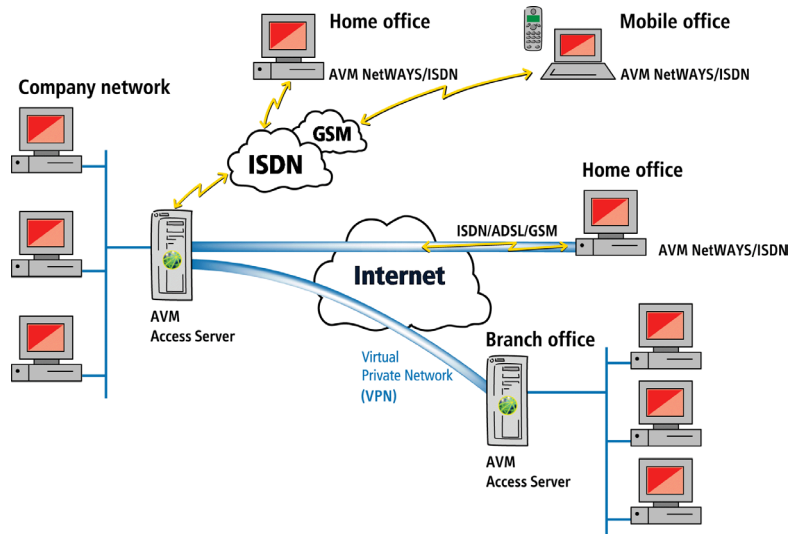 Home office
AVM NetWAYS/ISDN
Mobile office
AVM NetWAYS/ISDN
Company network
GSM
ISDN
Home office
ISDN/ADSL/GSM
AVM NetWAYS/ISDN
Internet
AVM
Access Server
Branch office
Virtual
Private Network
(VPN)
AVM
Access Server